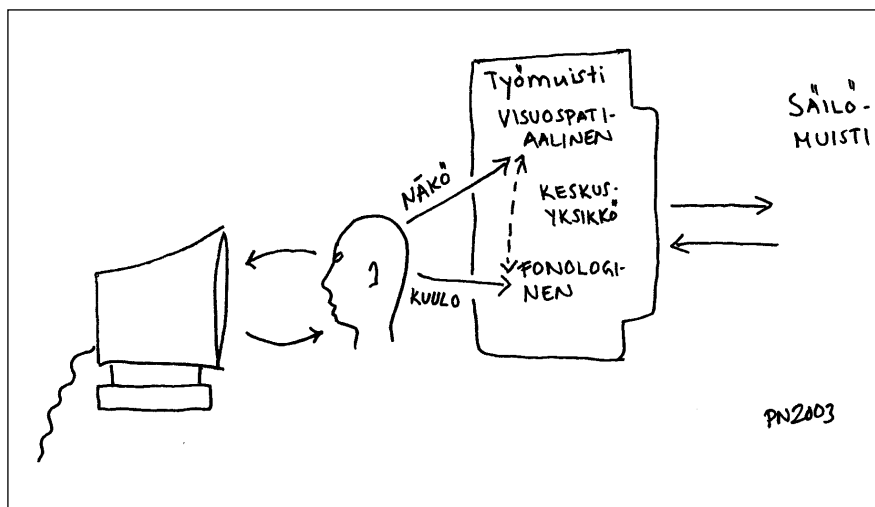 Työmuisti
VISUOSPATI-
AALINEN
KESKUS-
YKSIKKÖ
FONOLOGI-
NEN
NÄKÖ
KUULO
SÄILÖ-
MUISTI
PN2003